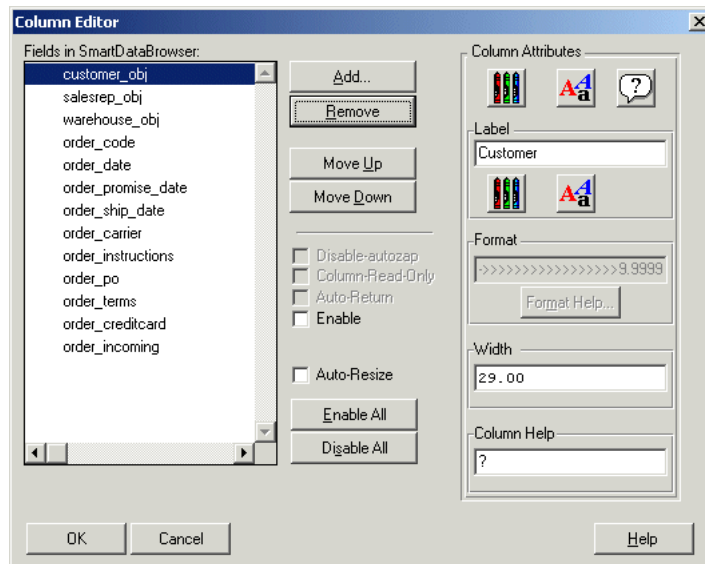 Column Editor
Fields in SmartDataBrowser:
customer_obj
salesrep_obj
warehouse_obj
order_code
order_date
order_promise_date
order_ship_date
order_carrier
order_instructions
order_po
order_terms
order_creditcard
order_incoming
Add...
Remove
Move Up
Move Down
Disable-autozap
Column-Read-Only
Auto-Return
Enable
Auto-Resize
Enable All
Disable All
Column Attributes
Label
Customer
Format
->>>>>>>>>>>>>>>>>9.9999
Format Help...
Width
29.00
Column Help
?
OK
Cancel
Help